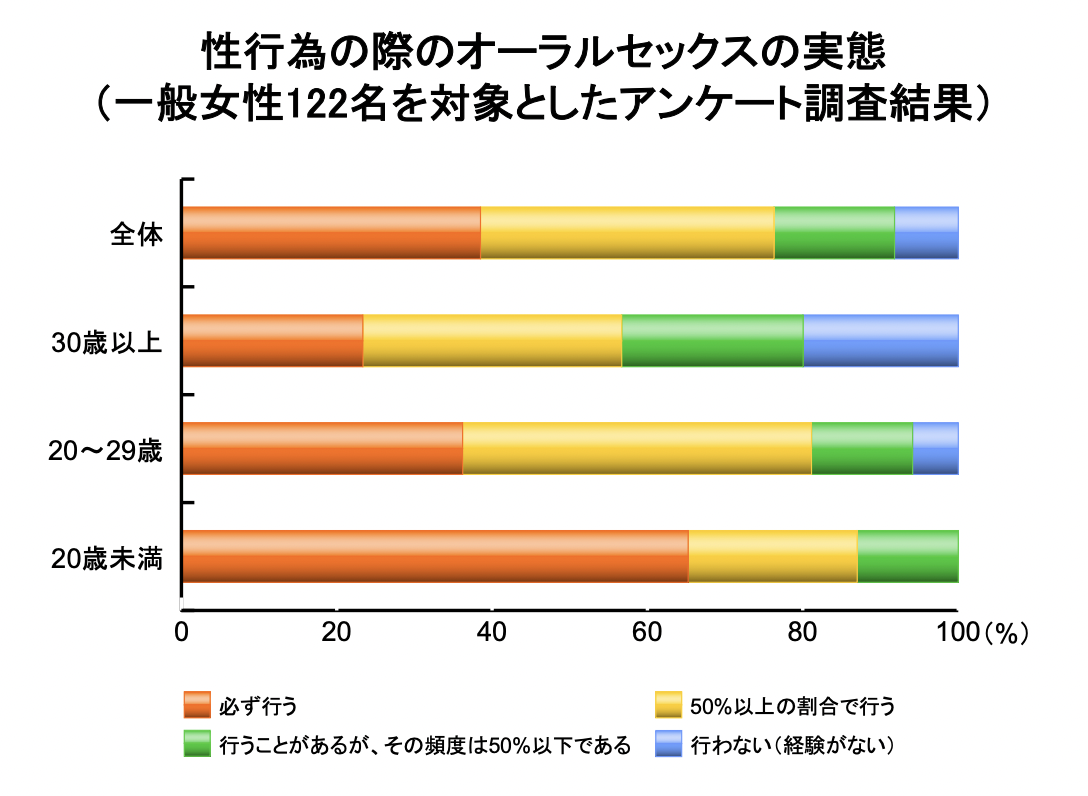 性行為の際のオーラルセックスの実態
（一般女性122名を対象としたアンケート調査結果）
全体
30歳以上
20～29歳
20歳未満
0 20 40 60 80 100（%）
必ず行う
50%以上の割合で行う
行うことがあるが、その頻度は50%以下である
行わない（経験がない）